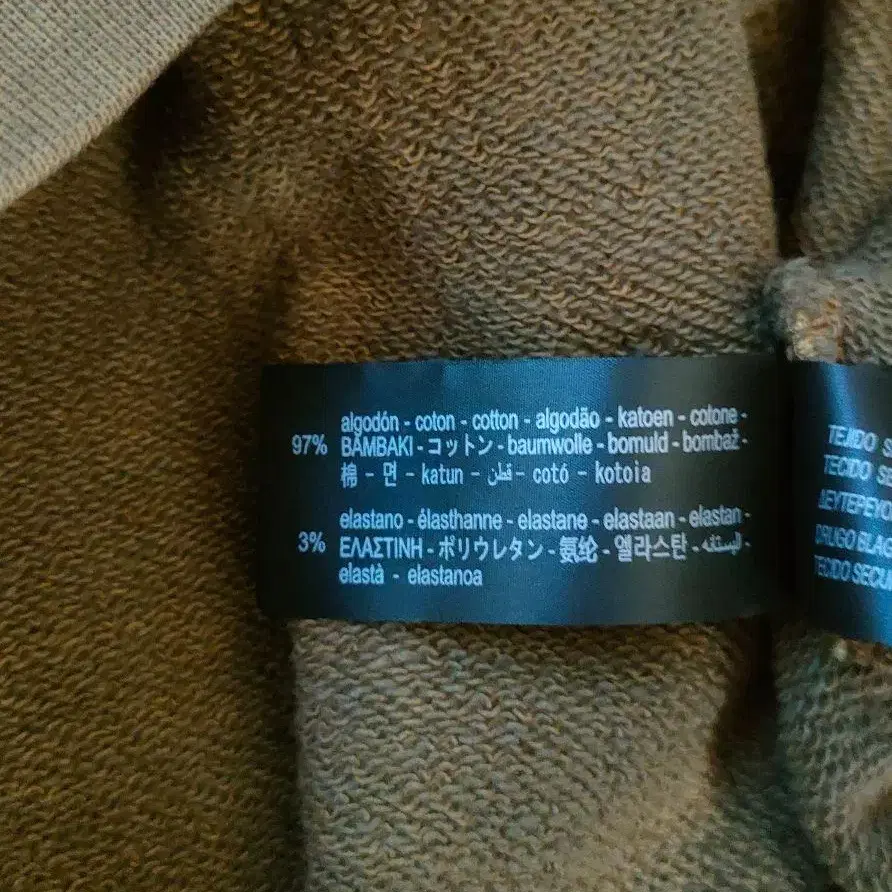 97% algodón - coton - cotton - algodão - katoen - cotone -
BAMBAKI - コットン - baumwolle - bomuld - bombaž -
棉 - 면 - katun - قطن - cotó - kotoia
3% elastano - élasthanne - elastane - elastaan - elastan -
ΕΛΑΣΤΙΝΗ - ポリウレタン - 氨纶 - 엘라스탄 -
elastà - elastanoa
TEJIDO
TECIDO
ΔΕΥΤΕΡΕΥΟ
DRUGO BLAG
TECIDO SECU